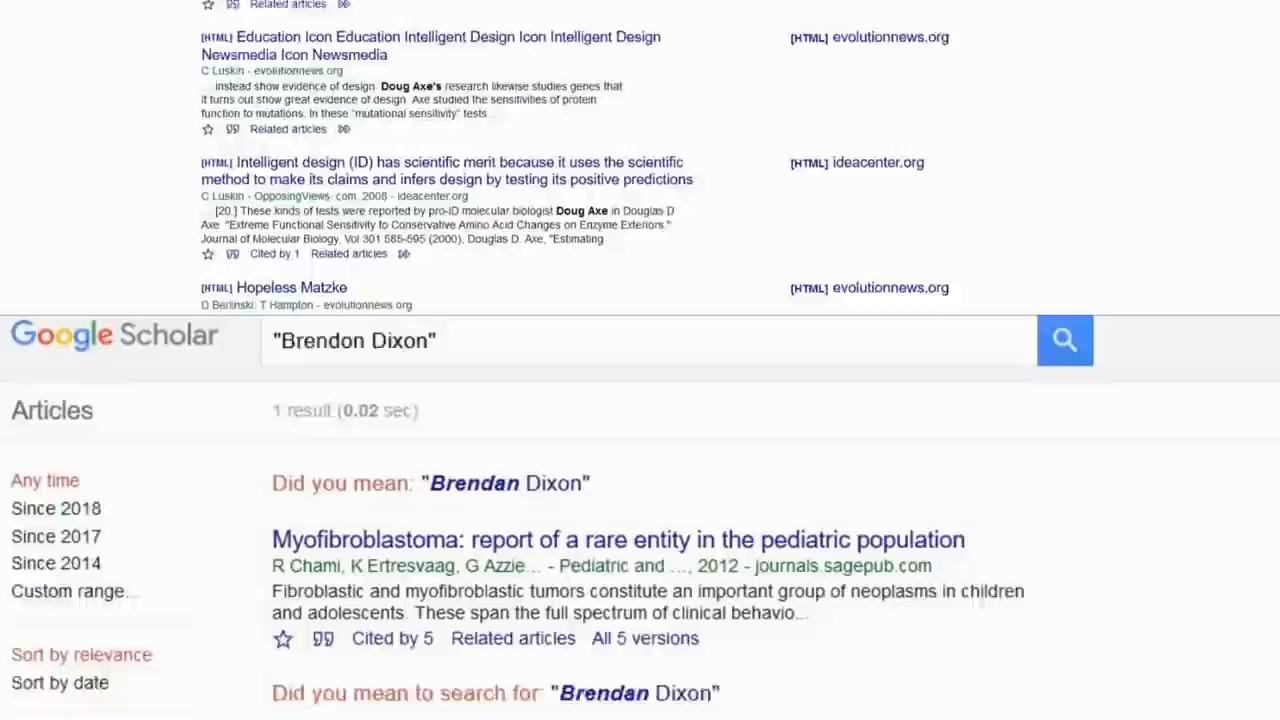 Related articles
[HTML] Education Icon Education Intelligent Design Icon Intelligent Design
Newsmedia Icon Newsmedia
[HTML] evolutionnews.org
C Luskin - evolutionnews.org
instead show evidence of design. Doug Axe's research likewise studies genes that
it turns out show great evidence of design. Axe studied the sensitivities of protein
function to mutations. In these "mutational sensitivity" tests
Related articles
[HTML] Intelligent design (ID) has scientific merit because it uses the scientific
method to make its claims and infers design by testing its positive predictions
[HTML] ideacenter.org
C Luskin - OpposingViews. com, 2008 - ideacenter.org
[20.] These kinds of tests were reported by pro-ID molecular biologist Doug Axe in Douglas D
Axe "Extreme Functional Sensitivity to Conservative Amino Acid Changes on Enzyme Exteriors."
Journal of Molecular Biology, Vol 301 585-595 (2000), Douglas D. Axe, "Estimating
Cited by 1 Related articles
[HTML] Hopeless Matzke
[HTML] evolutionnews.org
D Berlinski, T Hampton - evolutionnews.org
Google Scholar
"Brendon Dixon"
Articles
1 result (0.02 sec)
Any time
Since 2018
Since 2017
Since 2014
Custom range...
Sort by relevance
Sort by date
Did you mean: "Brendan Dixon"
Myofibroblastoma: report of a rare entity in the pediatric population
R Chami, K Ertresvaag, G Azzie... - Pediatric and ..., 2012 - journals.sagepub.com
Fibroblastic and myofibroblastic tumors constitute an important group of neoplasms in children
and adolescents. These span the full spectrum of clinical behavio...
Cited by 5 Related articles All 5 versions
Did you mean to search for: "Brendan Dixon"